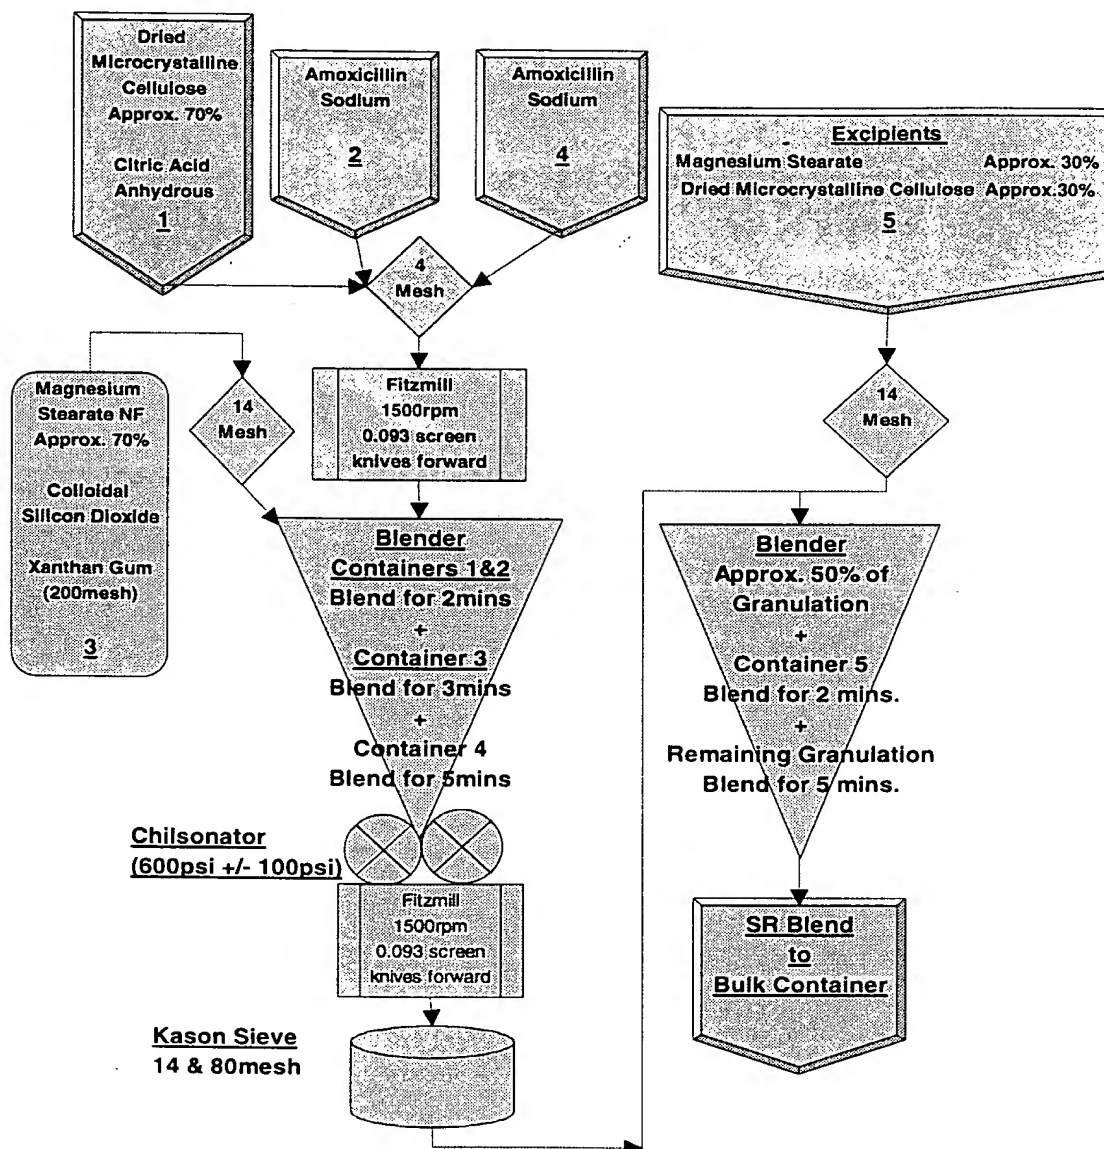 Dried
Microcrystalline
Cellulose
Approx. 70%
Citric Acid
Anhydrous
1
Amoxicillin
Sodium
2
Amoxicillin
Sodium
4
Excipients
Magnesium Stearate Approx. 30%
Dried Microcrystalline Cellulose Approx.30%
5
4
Mesh
Magnesium
Stearate NF
Approx. 70%
Colloidal
Silicon Dioxide
Xanthan Gum
(200mesh)
3
14
Mesh
Fitzmill
1500rpm
0.093 screen
knives forward
14
Mesh
Blender
Containers 1&2
Blend for 2mins
+
Container 3
Blend for 3mins
+
Container 4
Blend for 5mins
Blender
Approx. 50% of
Granulation
+
Container 5
Blend for 2 mins.
+
Remaining Granulation
Blend for 5 mins.
Chilsonator
(600psi +/- 100psi)
Fitzmill
1500rpm
0.093 screen
knives forward
Kason Sieve
14 & 80mesh
SR Blend
to
Bulk Container